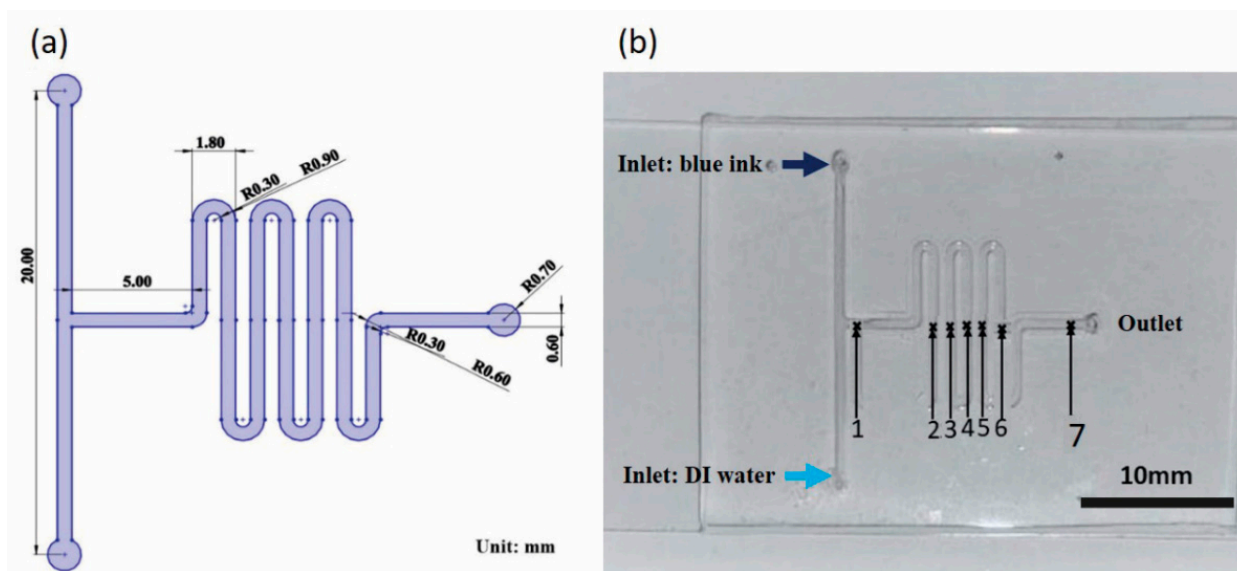 (a)
1.80
R0.90
R0.30
20.00
5.00
R0.70
0.60
R0.30
R0.60
Unit: mm
(b)
Inlet: blue ink
Outlet
1
2
3
4
5
6
7
Inlet: DI water
10mm